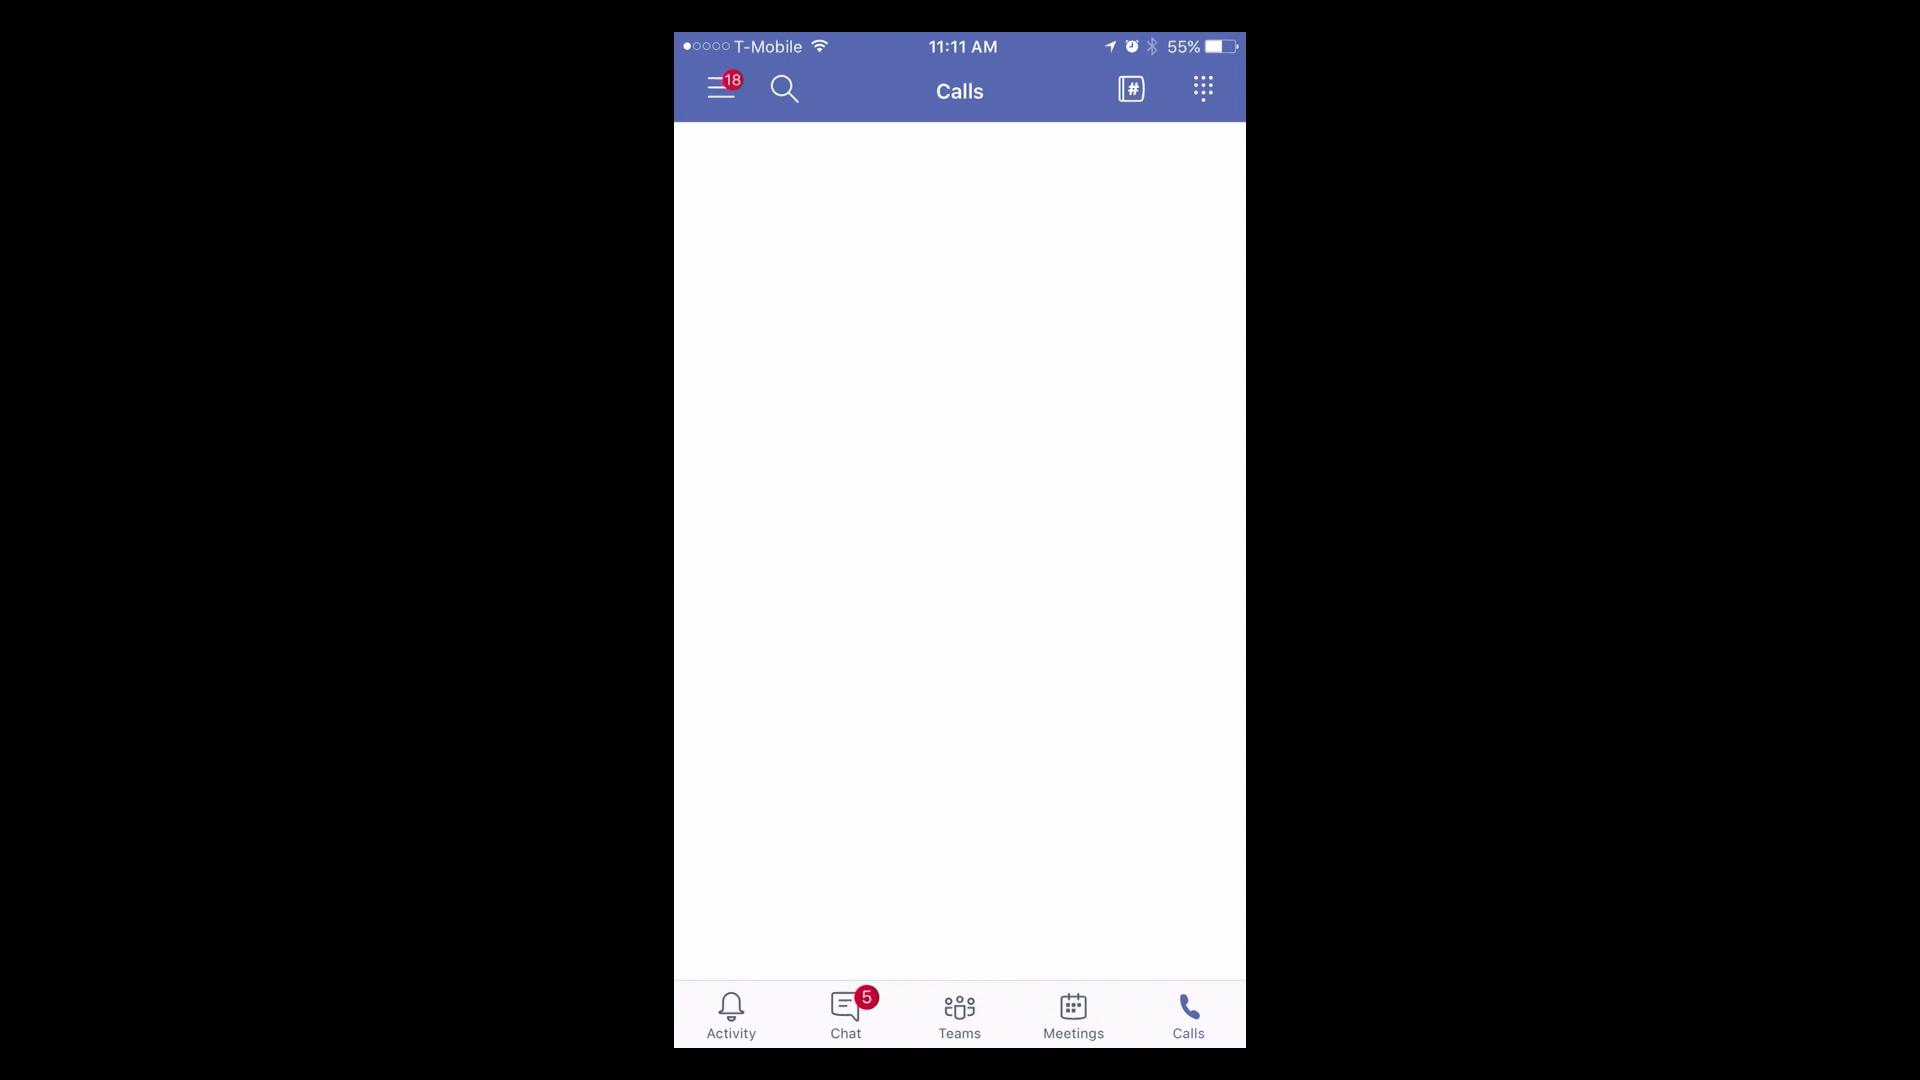 T-Mobile 11:11 AM 55%
18 Calls #
5
Activity Chat Teams Meetings Calls